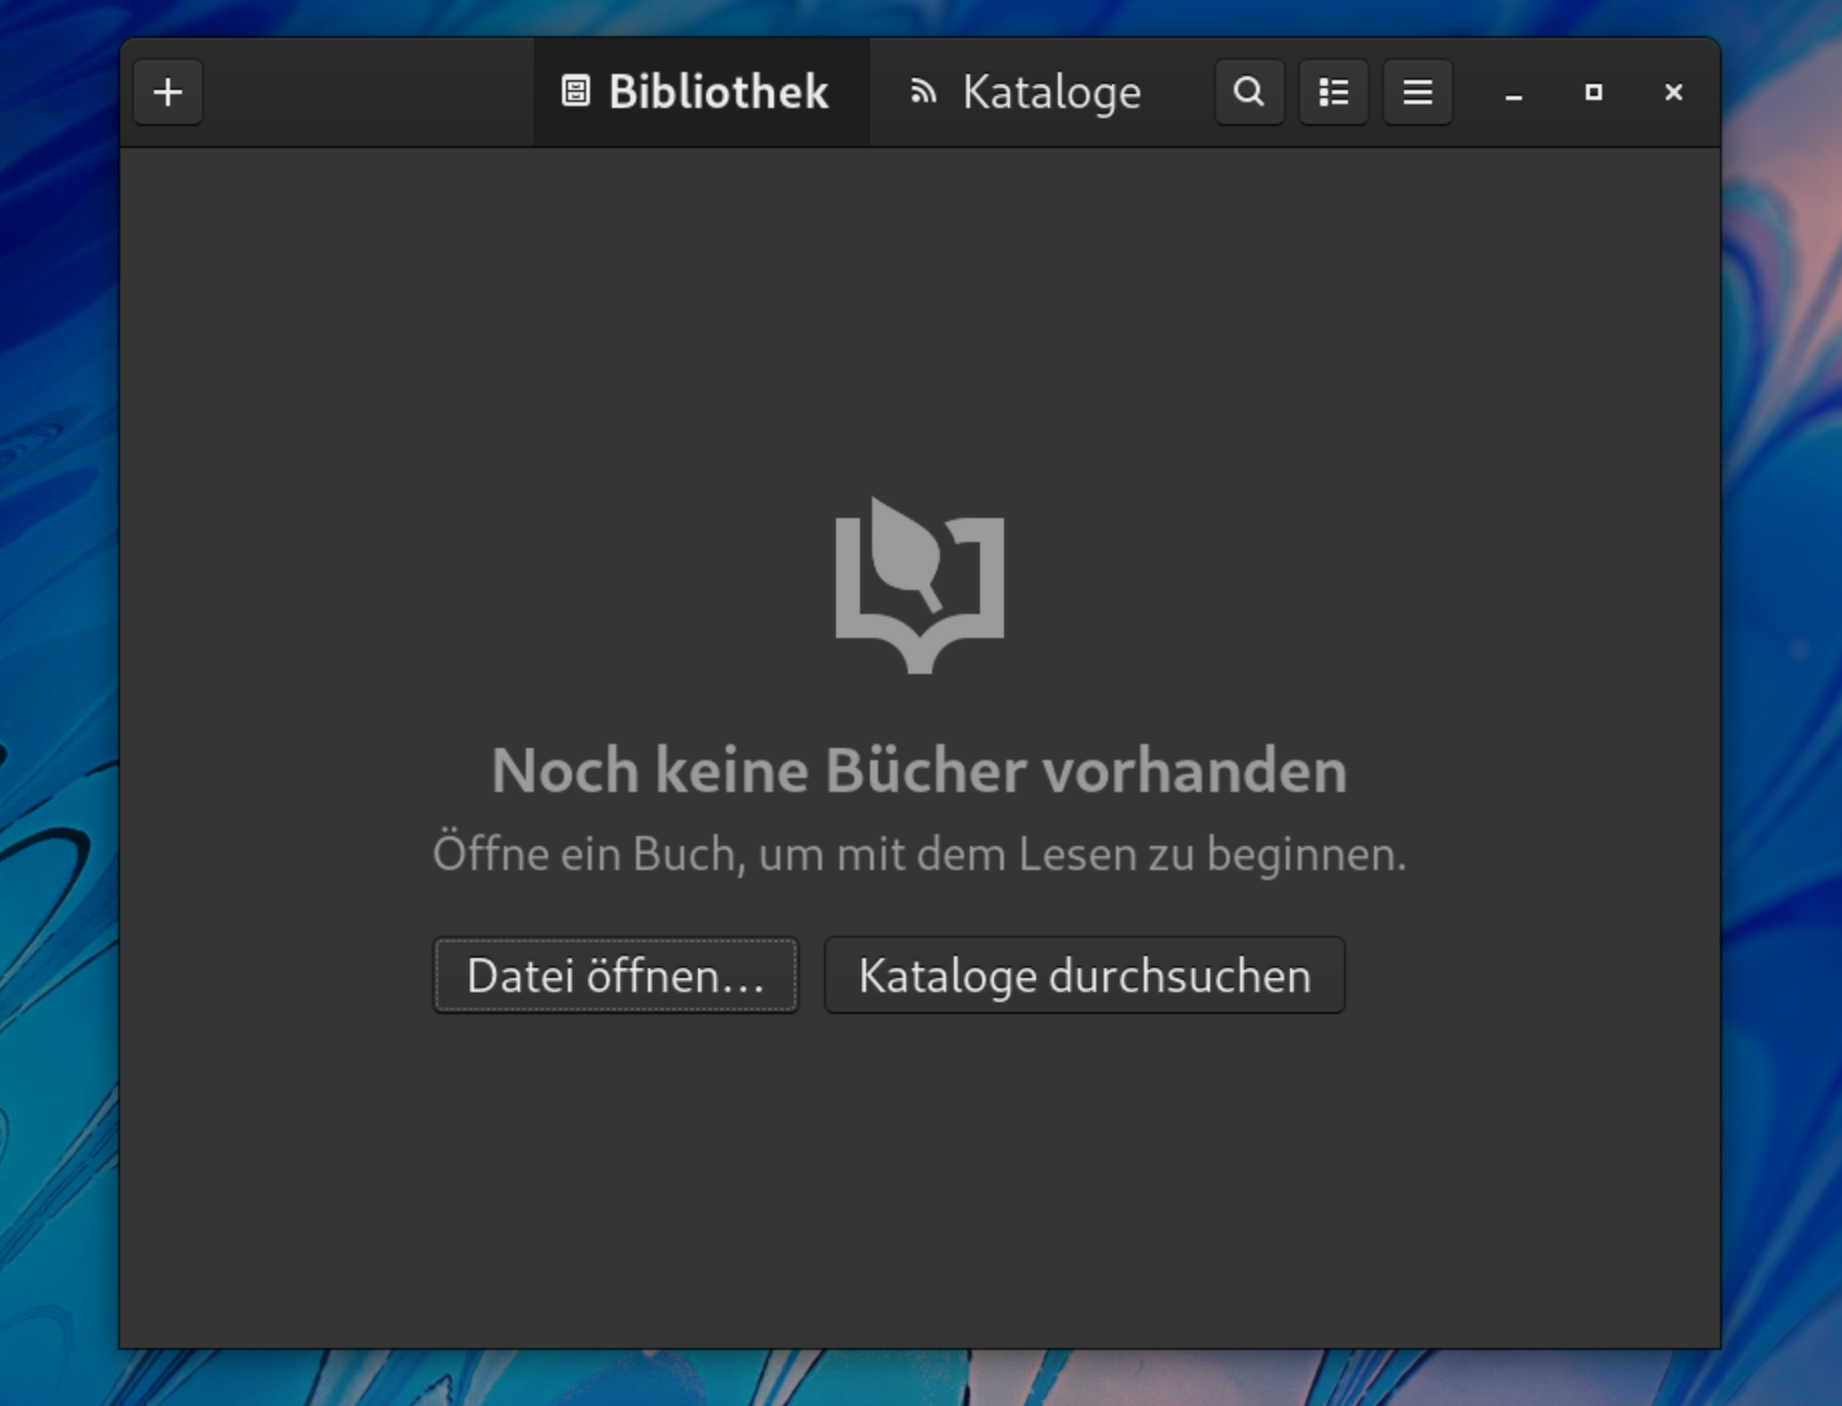 Bibliothek
Kataloge
Noch keine Bücher vorhanden
Öffne ein Buch, um mit dem Lesen zu beginnen.
Datei öffnen…
Kataloge durchsuchen